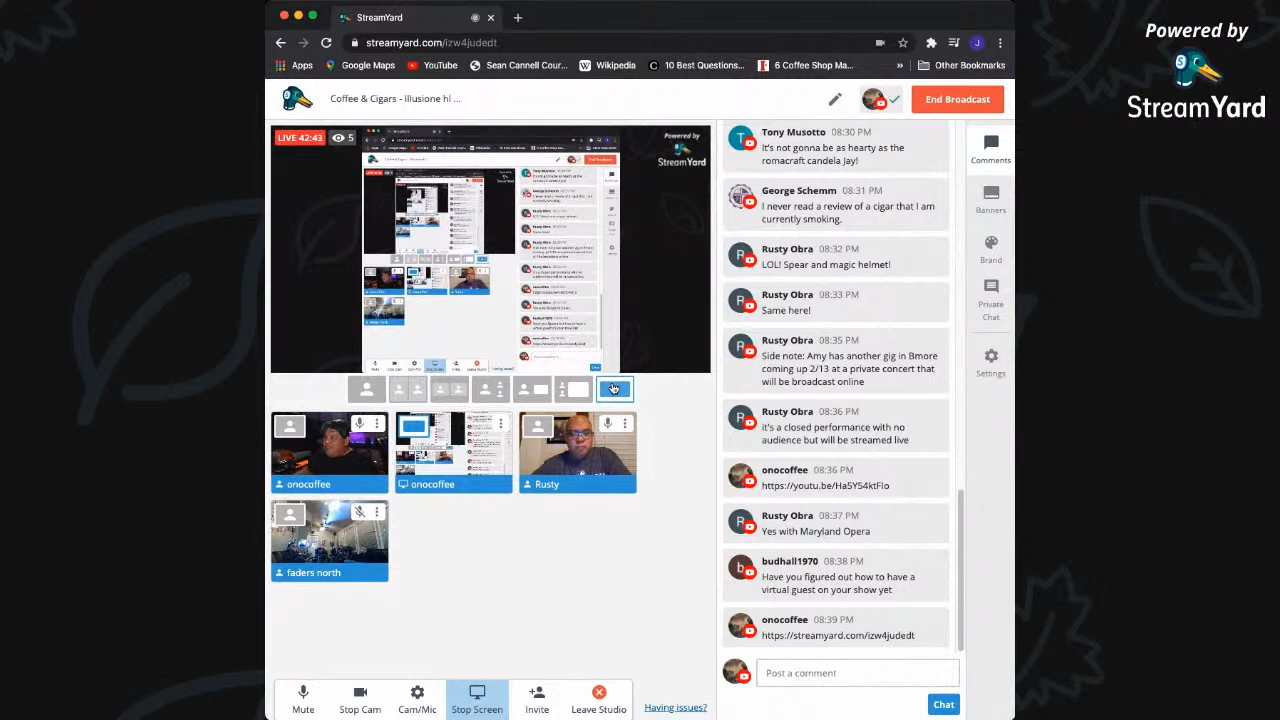 StreamYard
streamyard.com/izw4judedt
Apps
Google Maps
YouTube
Sean Cannell Cour...
Wikipedia
10 Best Questions...
6 Coffee Shop Ma...
»
Other Bookmarks
J
Powered by
StreamYard
Coffee & Cigars - Illusione hl ...
End Broadcast
LIVE 42:43
5
Powered by
StreamYard
onocoffee
onocoffee
Rusty
faders north
Tony Musotto 08:30 PM
It's not gonna be as scary as the
romacraft candela Jay!
George Schemm 08:31 PM
I never read a review of a cigar that I am
currently smoking.
Rusty Obra 08:32 PM
LOL! Spear and magic helmet!
Rusty Obra 08:33 PM
Same here!
Rusty Obra 08:35 PM
Side note: Amy has another gig in Bmore
coming up 2/13 in a private concert that
will be broadcast online
Rusty Obra 08:35 PM
it's a closed performance with no
audience but will streamed live
onocoffee 08:36 PM
Rusty Obra 08:37 PM
Yes with Maryland Opera
budhall1970 08:38 PM
Have you figured out how to have a
virtual guest on your show yet
onocoffee 08:39 PM
https://streamyard.com/izw4judedt
Post a comment
Chat
Comments
Banners
Brand
Private
Chat
Settings
Mute
Stop Cam
Cam/Mic
Stop Screen
Invite
Leave Studio
Having issues?